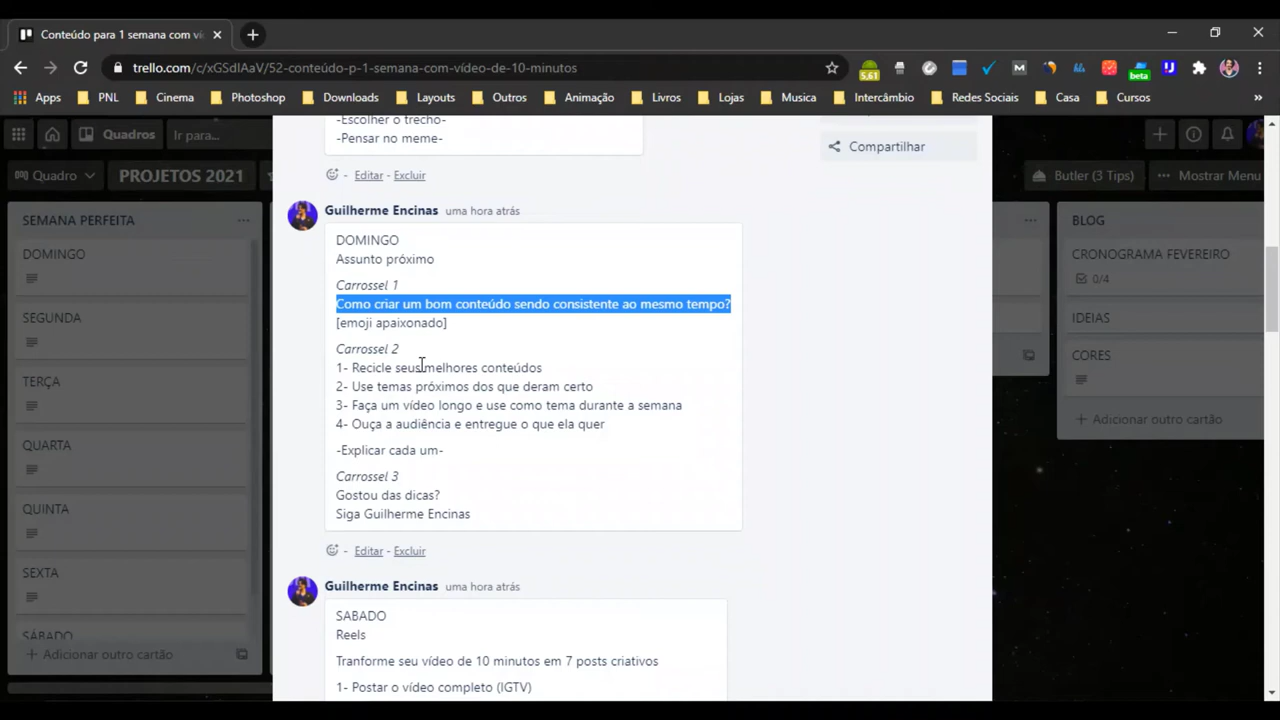 Conteúdo para 1 semana com ví
trello.com/c/xGSdIAaV/52-conteúdo-p-1-semana-com-vídeo-de-10-minutos
5,61
beta
Apps PNL Cinema Photoshop Downloads Layouts Outros Animação Livros Lojas Musica Intercâmbio Redes Sociais Casa Cursos »
Quadros Ir para...
Quadro PROJETOS 2021 Butler (3 Tips) ... Mostrar Menu
SEMANA PERFEITA ...
DOMINGO
SEGUNDA
TERÇA
QUARTA
QUINTA
SEXTA
SÁBADO
+ Adicionar outro cartão
-Escolher o trecho-
-Pensar no meme-
- Editar - Excluir
Compartilhar
Guilherme Encinas uma hora atrás
DOMINGO
Assunto próximo
Carrossel 1
Como criar um bom conteúdo sendo consistente ao mesmo tempo?
[emoji apaixonado]
Carrossel 2
1- Recicle seus melhores conteúdos
2- Use temas próximos dos que deram certo
3- Faça um vídeo longo e use como tema durante a semana
4- Ouça a audiência e entregue o que ela quer
-Explicar cada um-
Carrossel 3
Gostou das dicas?
Siga Guilherme Encinas
- Editar - Excluir
Guilherme Encinas uma hora atrás
SABADO
Reels
Tranforme seu vídeo de 10 minutos em 7 posts criativos
1- Postar o vídeo completo (IGTV)
...
BLOG
CRONOGRAMA FEVEREIRO
0/4
IDEIAS
CORES
+ Adicionar outro cartão